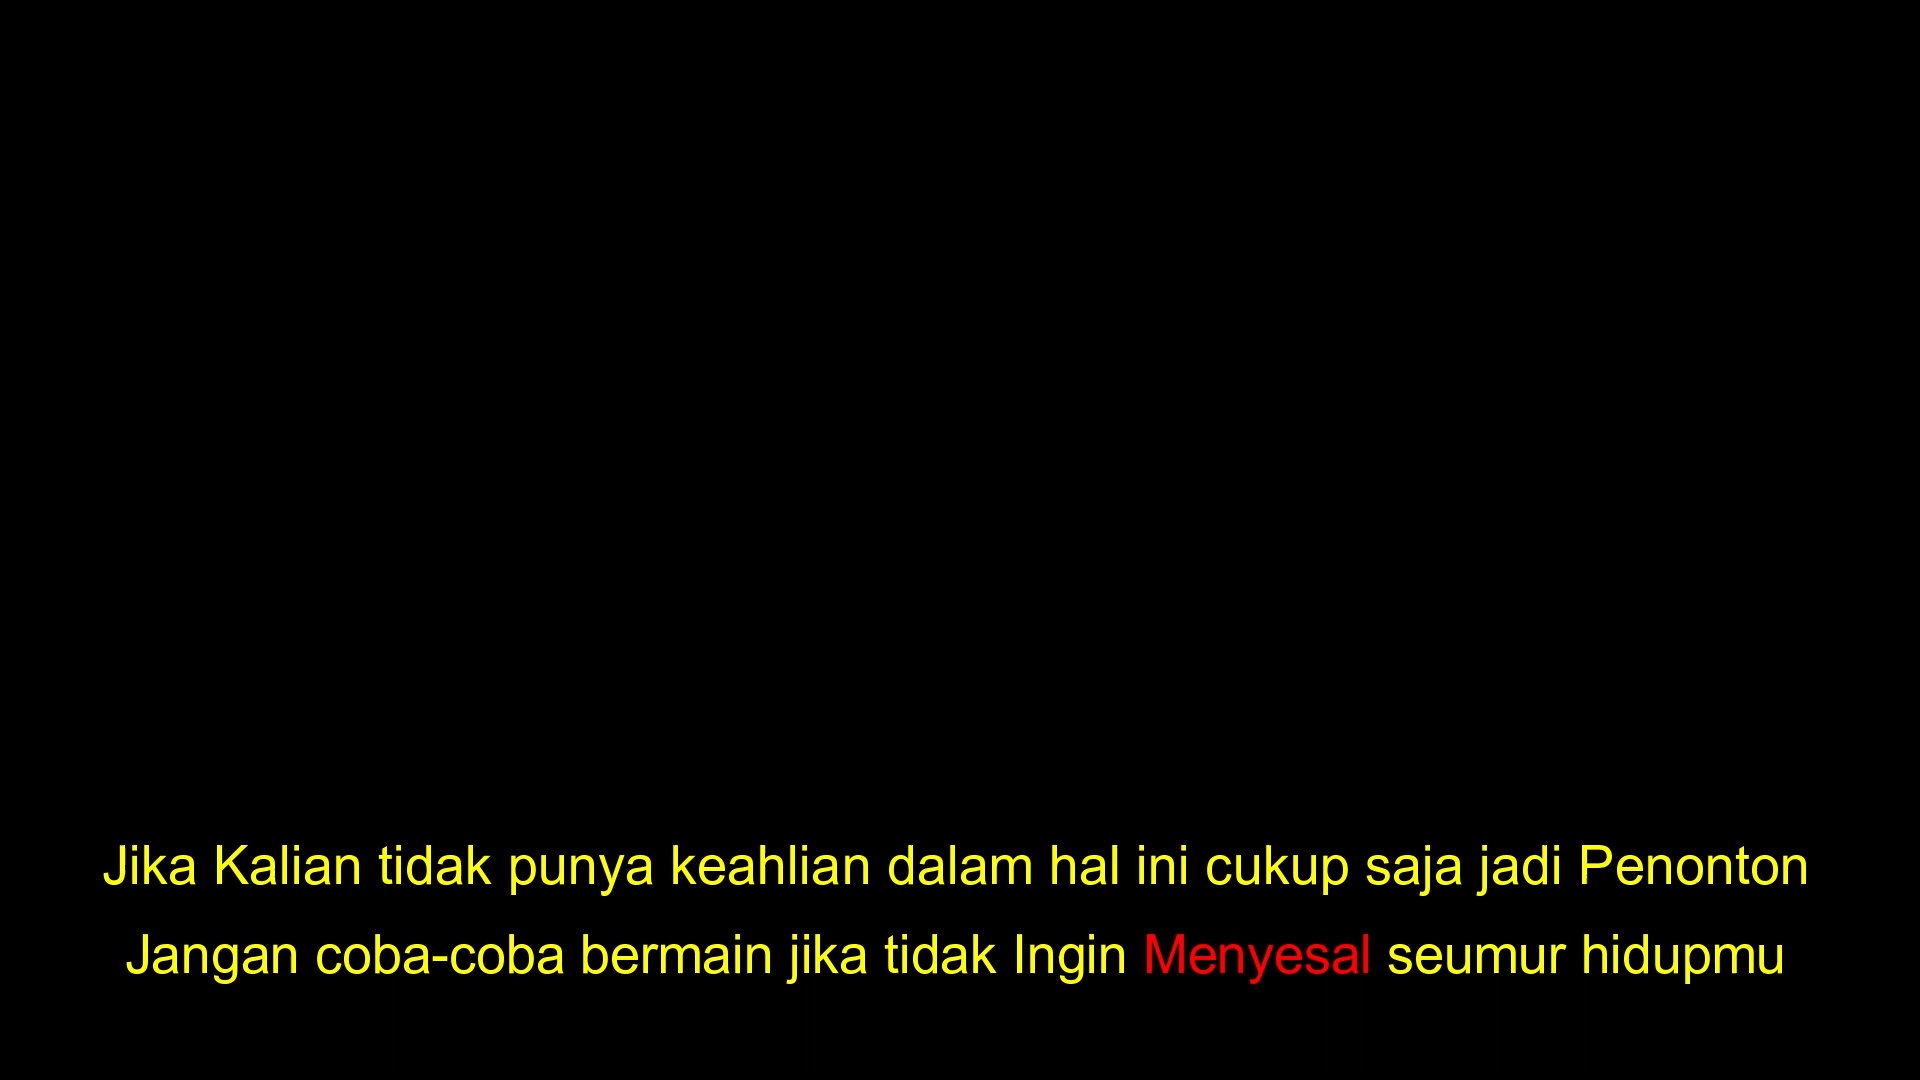 Jika Kalian tidak punya keahlian dalam hal ini cukup saja jadi Penonton
Jangan coba-coba bermain jika tidak Ingin Menyesal seumur hidupmu